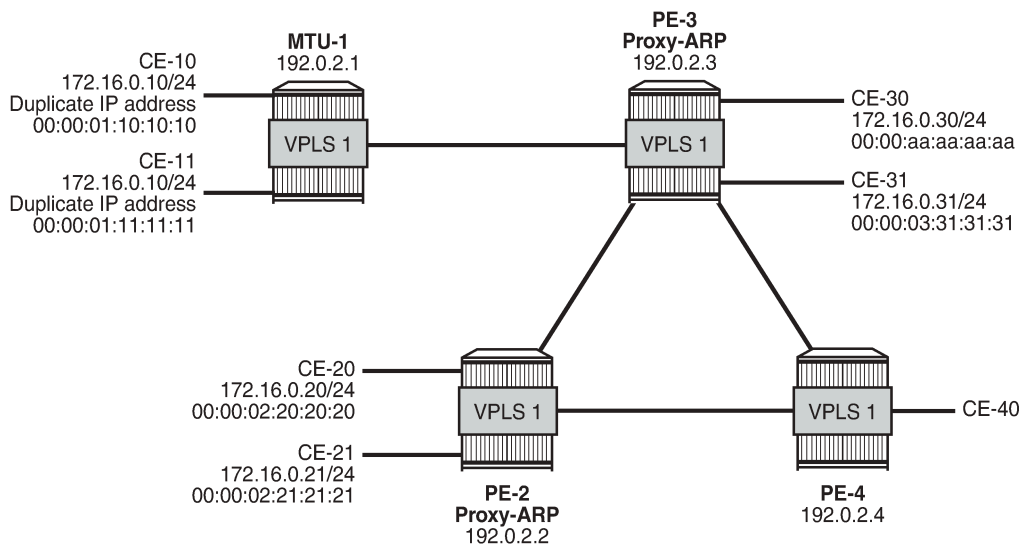 MTU-1
192.0.2.1
CE-10
172.16.0.10/24
Duplicate IP address
00:00:01:10:10:10
CE-11
172.16.0.10/24
Duplicate IP address
00:00:01:11:11:11
VPLS 1
PE-3
Proxy-ARP
192.0.2.3
VPLS 1
CE-30
172.16.0.30/24
00:00:aa:aa:aa:aa
CE-31
172.16.0.31/24
00:00:03:31:31:31
CE-20
172.16.0.20/24
00:00:02:20:20:20
CE-21
172.16.0.21/24
00:00:02:21:21:21
VPLS 1
PE-2
Proxy-ARP
192.0.2.2
VPLS 1
CE-40
PE-4
192.0.2.4